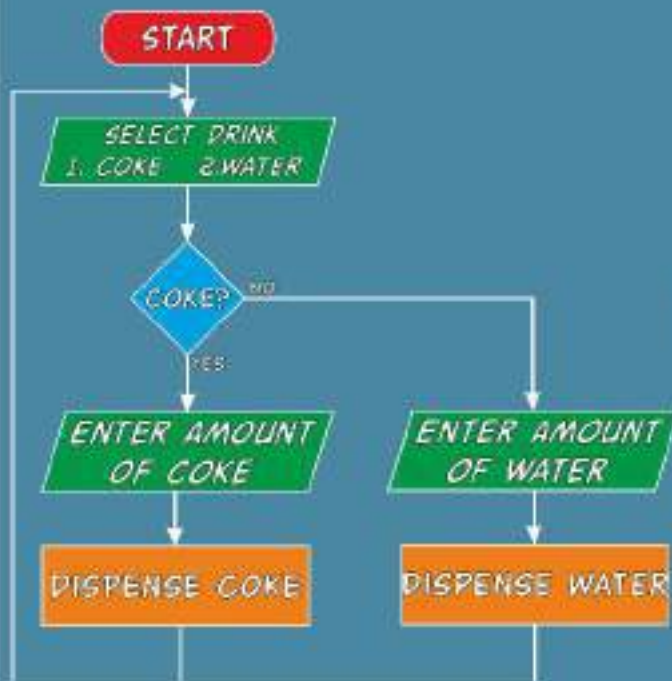 START
SELECT DRINK
1. COKE 2.WATER
COKE?
NO
YES
ENTER AMOUNT
OF COKE
ENTER AMOUNT
OF WATER
DISPENSE COKE
DISPENSE WATER